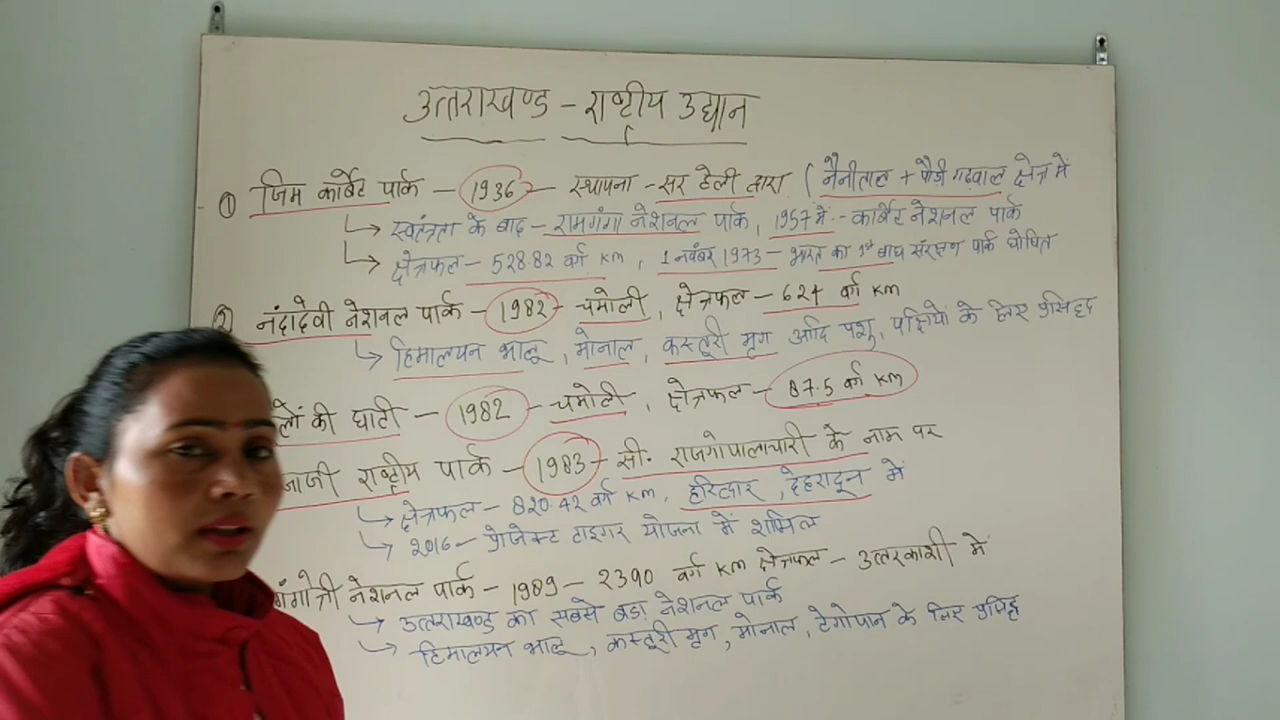 उत्तराखण्ड – राष्ट्रीय उद्यान
① जिम कार्बेट पार्क – 1936 – स्थापना – सर हेली द्वारा (नैनीताल + पौड़ी गढ़वाल क्षेत्र में
↳ स्वतंत्रता के बाद – रामगंगा नेशनल पार्क, 1957 में - कार्बेट नेशनल पार्क
↳ क्षेत्रफल – 528.82 वर्ग km, 1 नवंबर 1973 – भारत का 1st बाघ संरक्षण पार्क घोषित
② नंदादेवी नेशनल पार्क – 1982 – चमोली, क्षेत्रफल – 624 वर्ग km
↳ हिमालयन भालू, मोनाल, कस्तूरी मृग आदि पशु, पक्षियों के लिए प्रसिद्ध
लों की घाटी – 1982 – चमोली, क्षेत्रफल – 87.5 वर्ग km
जाजी राष्ट्रीय पार्क – 1983 – सी. राजगोपालाचारी के नाम पर
↳ क्षेत्रफल – 820.42 वर्ग km, हरिद्वार, देहरादून में
↳ 2016 – प्रोजेक्ट टाइगर योजना में शामिल
गंगोत्री नेशनल पार्क – 1989 – 2390 वर्ग km क्षेत्रफल – उत्तरकाशी में
↳ उत्तराखण्ड का सबसे बडा नेशनल पार्क
↳ हिमालयन भालू, कस्तूरी मृग, मोनाल, टेगोपान के लिए प्रसिद्ध